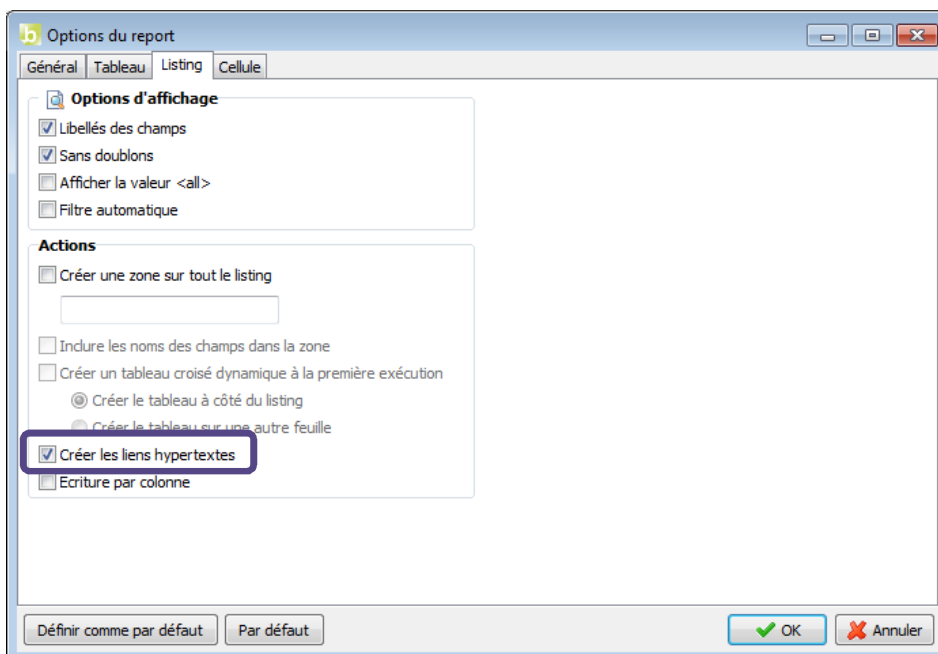 Options du report
Général Tableau Listing Cellule
Options d'affichage
Libellés des champs
Sans doublons
Afficher la valeur <all>
Filtre automatique
Actions
Créer une zone sur tout le listing
Inclure les noms des champs dans la zone
Créer un tableau croisé dynamique à la première exécution
Créer le tableau à côté du listing
Créer le tableau sur une autre feuille
Créer les liens hypertextes
Ecriture par colonne
Définir comme par défaut Par défaut OK Annuler